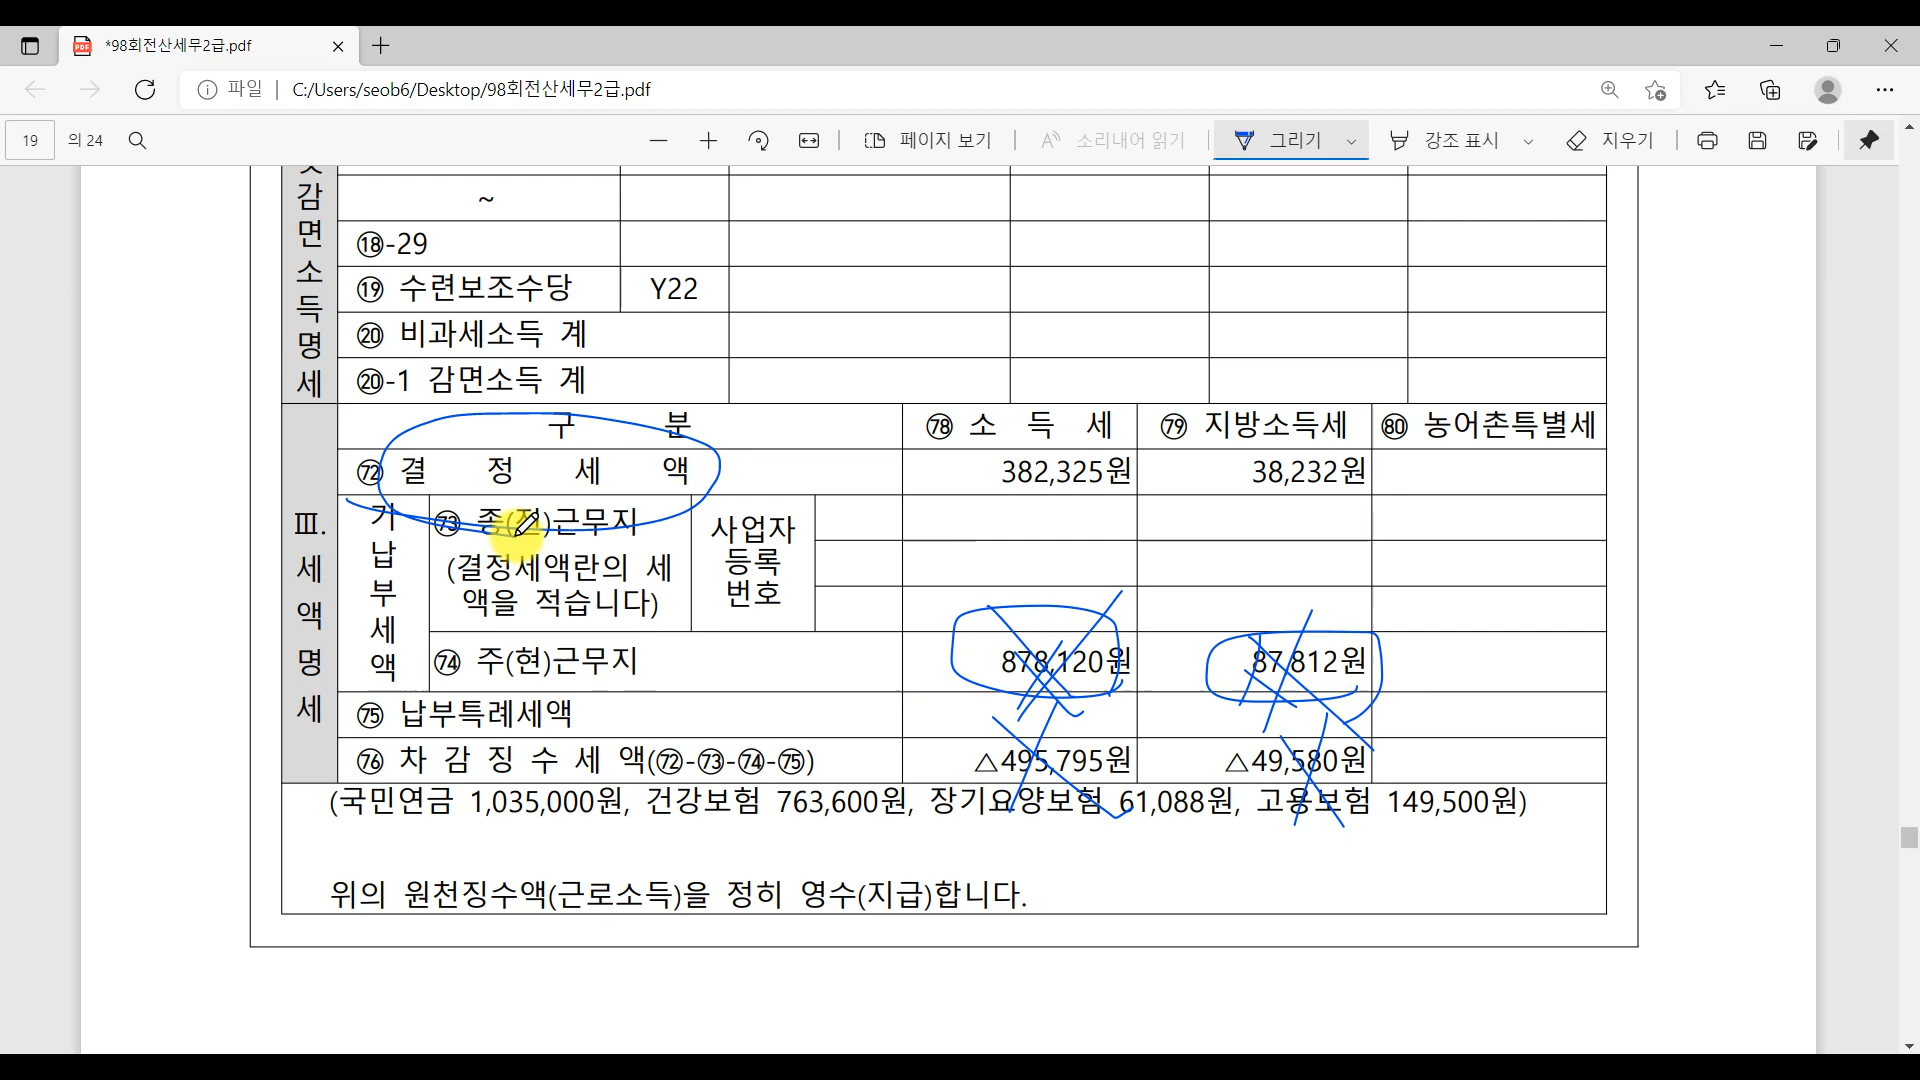 *98회전산세무2급.pdf
파일
C:/Users/seob6/Desktop/98회전산세무2급.pdf
19 의 24
페이지 보기
소리내어 읽기
그리기
강조 표시
지우기
감
면
소
득
명
세
~
⑱-29
⑲ 수련보조수당 Y22
⑳ 비과세소득 계
⑳-1 감면소득 계
구 분 ㊆ 소 득 세 ㊆ 지방소득세 ㊇ 농어촌특별세
결 정 세 액 382,325원 38,232원
Ⅲ.
세
액
명
세
기
납
부
세
액
종(전)근무지
(결정세액란의 세
액을 적습니다)
사업자
등록
번호
주(현)근무지 878,120원 87,812원
납부특례세액
차 감 징 수 세 액 △495,795원 △49,580원
(국민연금 1,035,000원, 건강보험 763,600원, 장기요양보험 61,088원, 고용보험 149,500원)
위의 원천징수액(근로소득)을 정히 영수(지급)합니다.